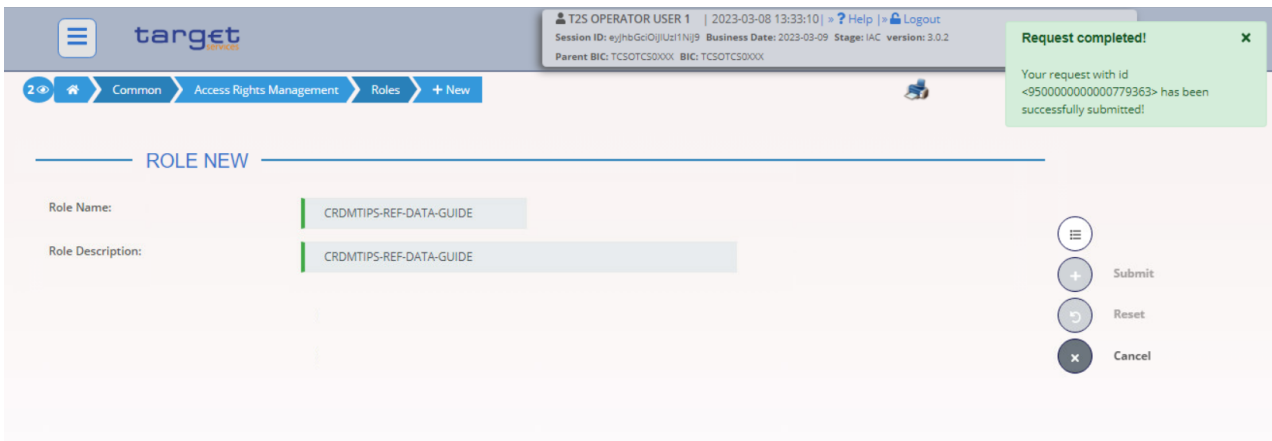 T2S OPERATOR USER 1 | 2023-03-08 13:33:10| » ? Help |» Logout
target
services
Session ID: eyJhbGciOiJIUzI1NiJ9 Business Date: 2023-03-09 Stage: IAC version: 3.0.2
Parent BIC: TCSOTCS0XXX BIC: TCSOTCS0XXX
Request completed! ×
Your request with id
<9500000000000779363> has been
successfully submitted!
2 Common Access Rights Management Roles + New
ROLE NEW
Role Name: CRDMTIPS-REF-DATA-GUIDE
Role Description: CRDMTIPS-REF-DATA-GUIDE
Submit
Reset
Cancel